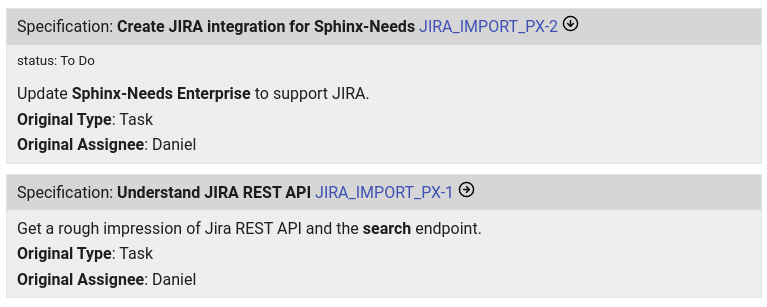 Specification: Create JIRA integration for Sphinx-Needs JIRA_IMPORT_PX-2
status: To Do
Update Sphinx-Needs Enterprise to support JIRA.
Original Type: Task
Original Assignee: Daniel
Specification: Understand JIRA REST API JIRA_IMPORT_PX-1
Get a rough impression of Jira REST API and the search endpoint.
Original Type: Task
Original Assignee: Daniel